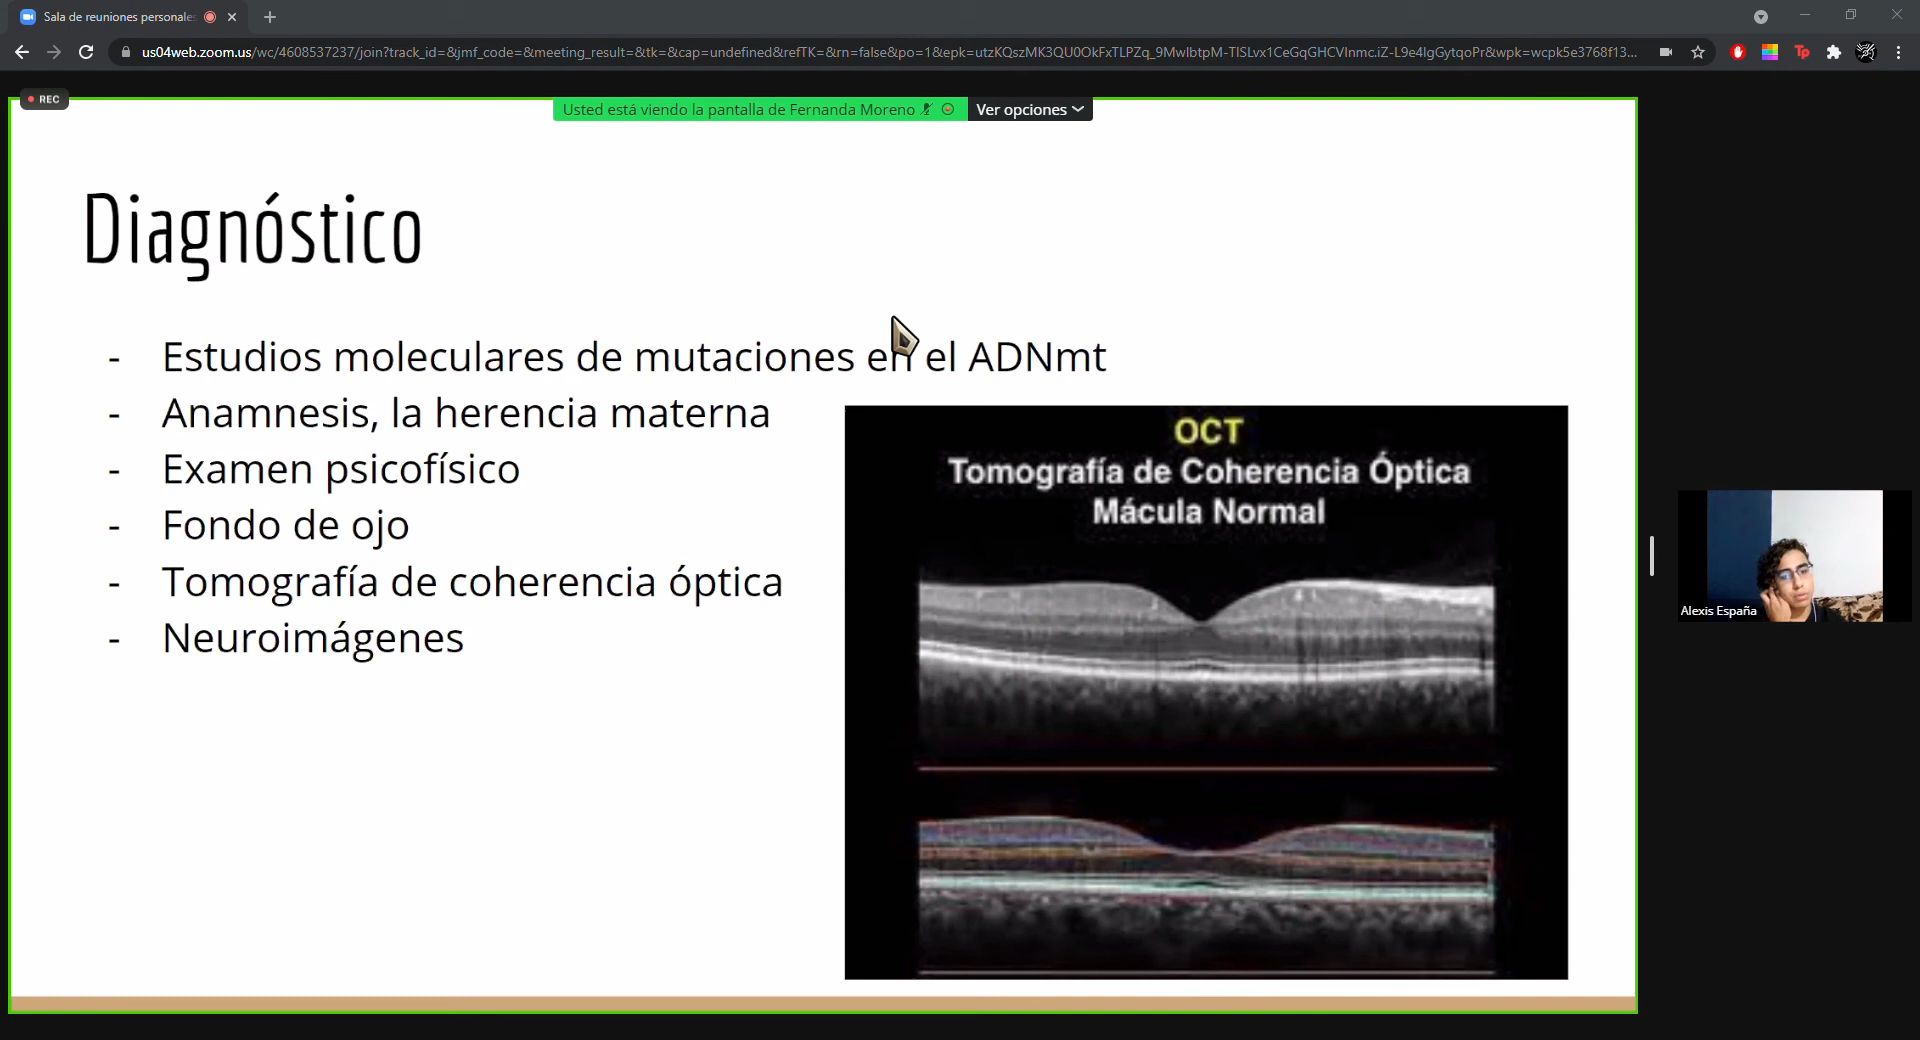 Sala de reuniones personales
us04web.zoom.us/wc/4608537237/join?track_id=&jmf_code=&meeting_result=&tk=&cap=undefined&refTK=&rn=false&po=1&epk=utzKQszMK3QU0OkFxTLPZq_9MwIbtpM-TISLvx1CeGqGHCVInmc.iZ-L9e4lgGytqoPr&wpk=wcpk5e3768f13...
REC
Usted está viendo la pantalla de Fernanda Moreno
Ver opciones
Diagnóstico
- Estudios moleculares de mutaciones en el ADNmt
- Anamnesis, la herencia materna
- Examen psicofísico
- Fondo de ojo
- Tomografía de coherencia óptica
- Neuroimágenes
OCT
Tomografía de Coherencia Óptica
Mácula Normal
Alexis España